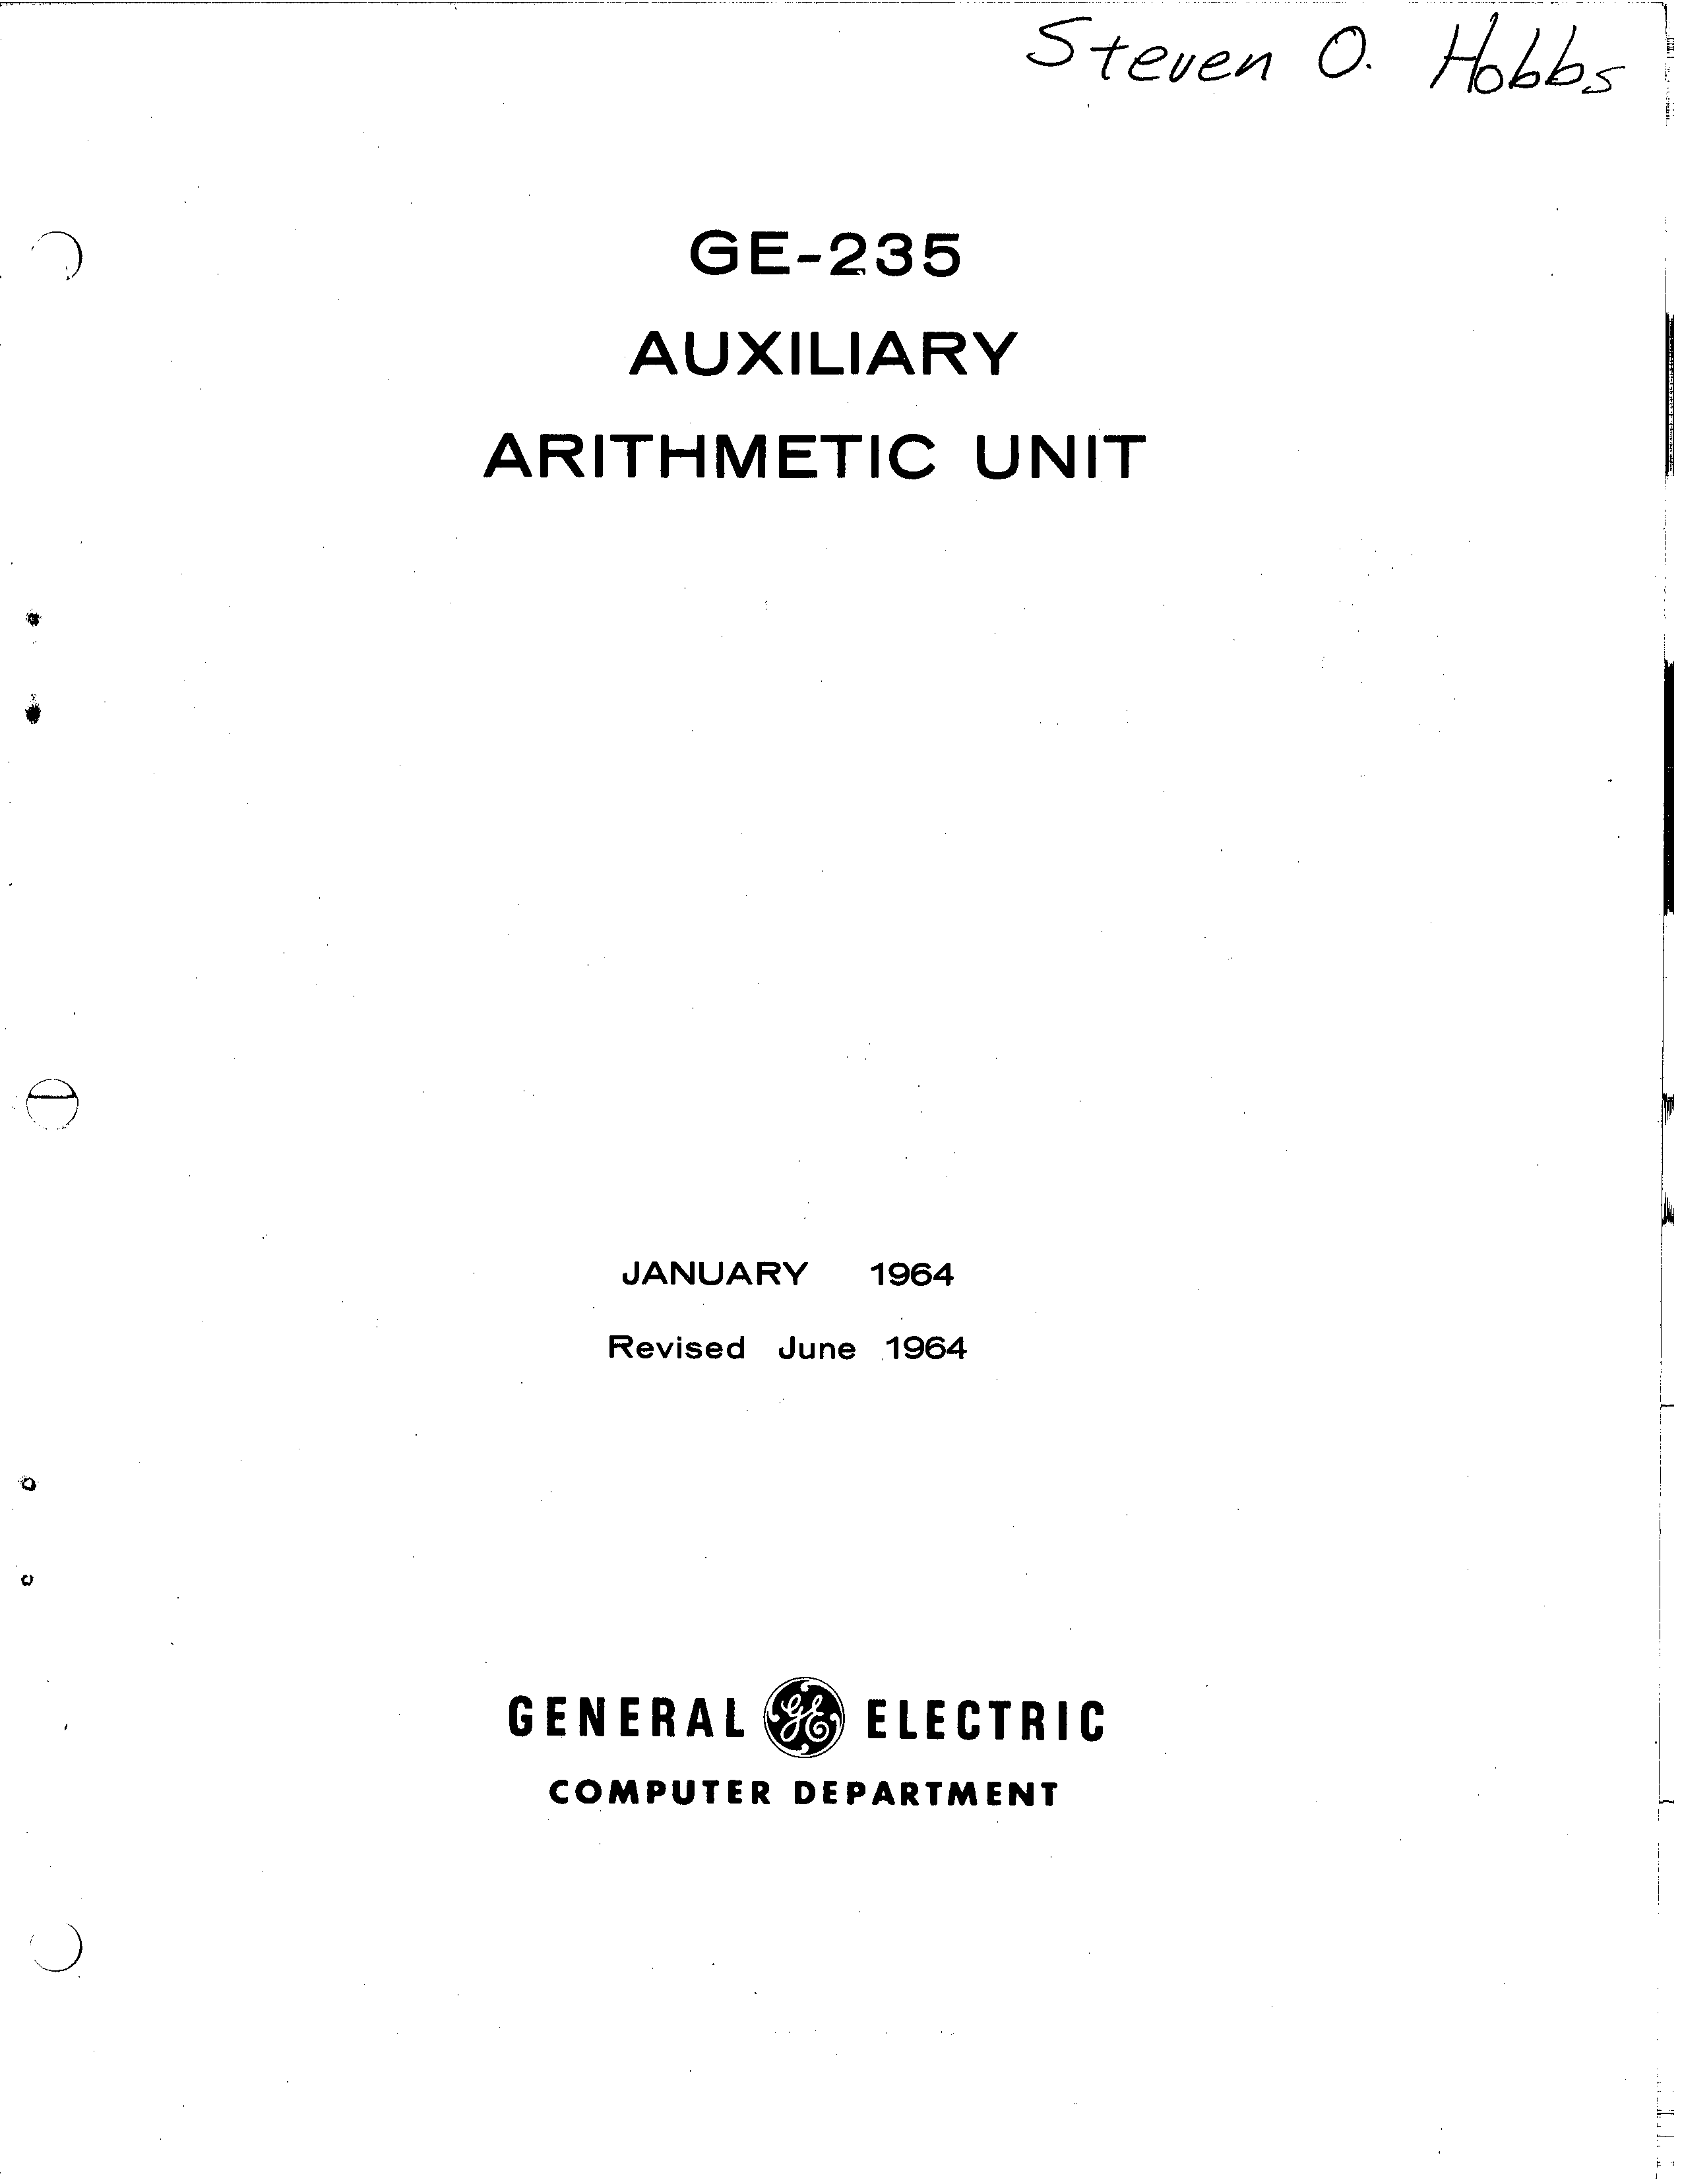 Steven O. Hobbs
GE-235
AUXILIARY
ARITHMETIC UNIT
JANUARY 1964
Revised June 1964
GENERAL GE ELECTRIC
COMPUTER DEPARTMENT